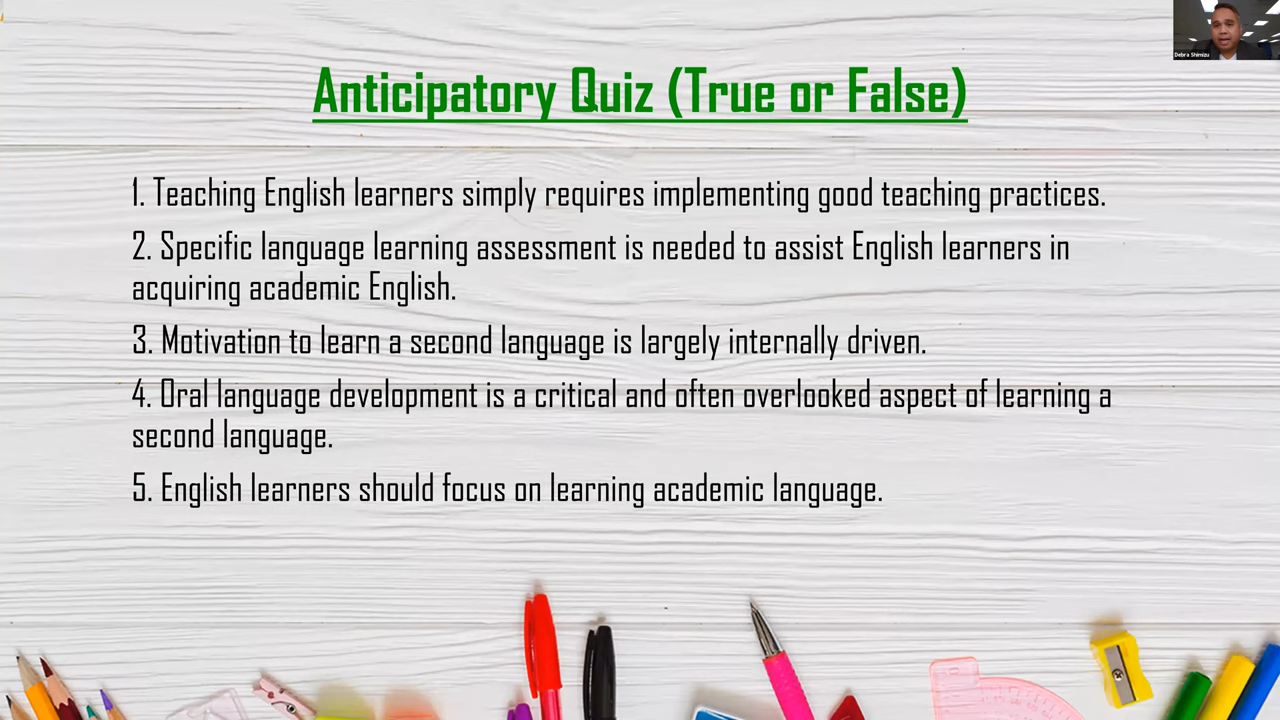 Debra Shimizu
Anticipatory Quiz (True or False)
1. Teaching English learners simply requires implementing good teaching practices.
2. Specific language learning assessment is needed to assist English learners in
acquiring academic English.
3. Motivation to learn a second language is largely internally driven.
4. Oral language development is a critical and often overlooked aspect of learning a
second language.
5. English learners should focus on learning academic language.